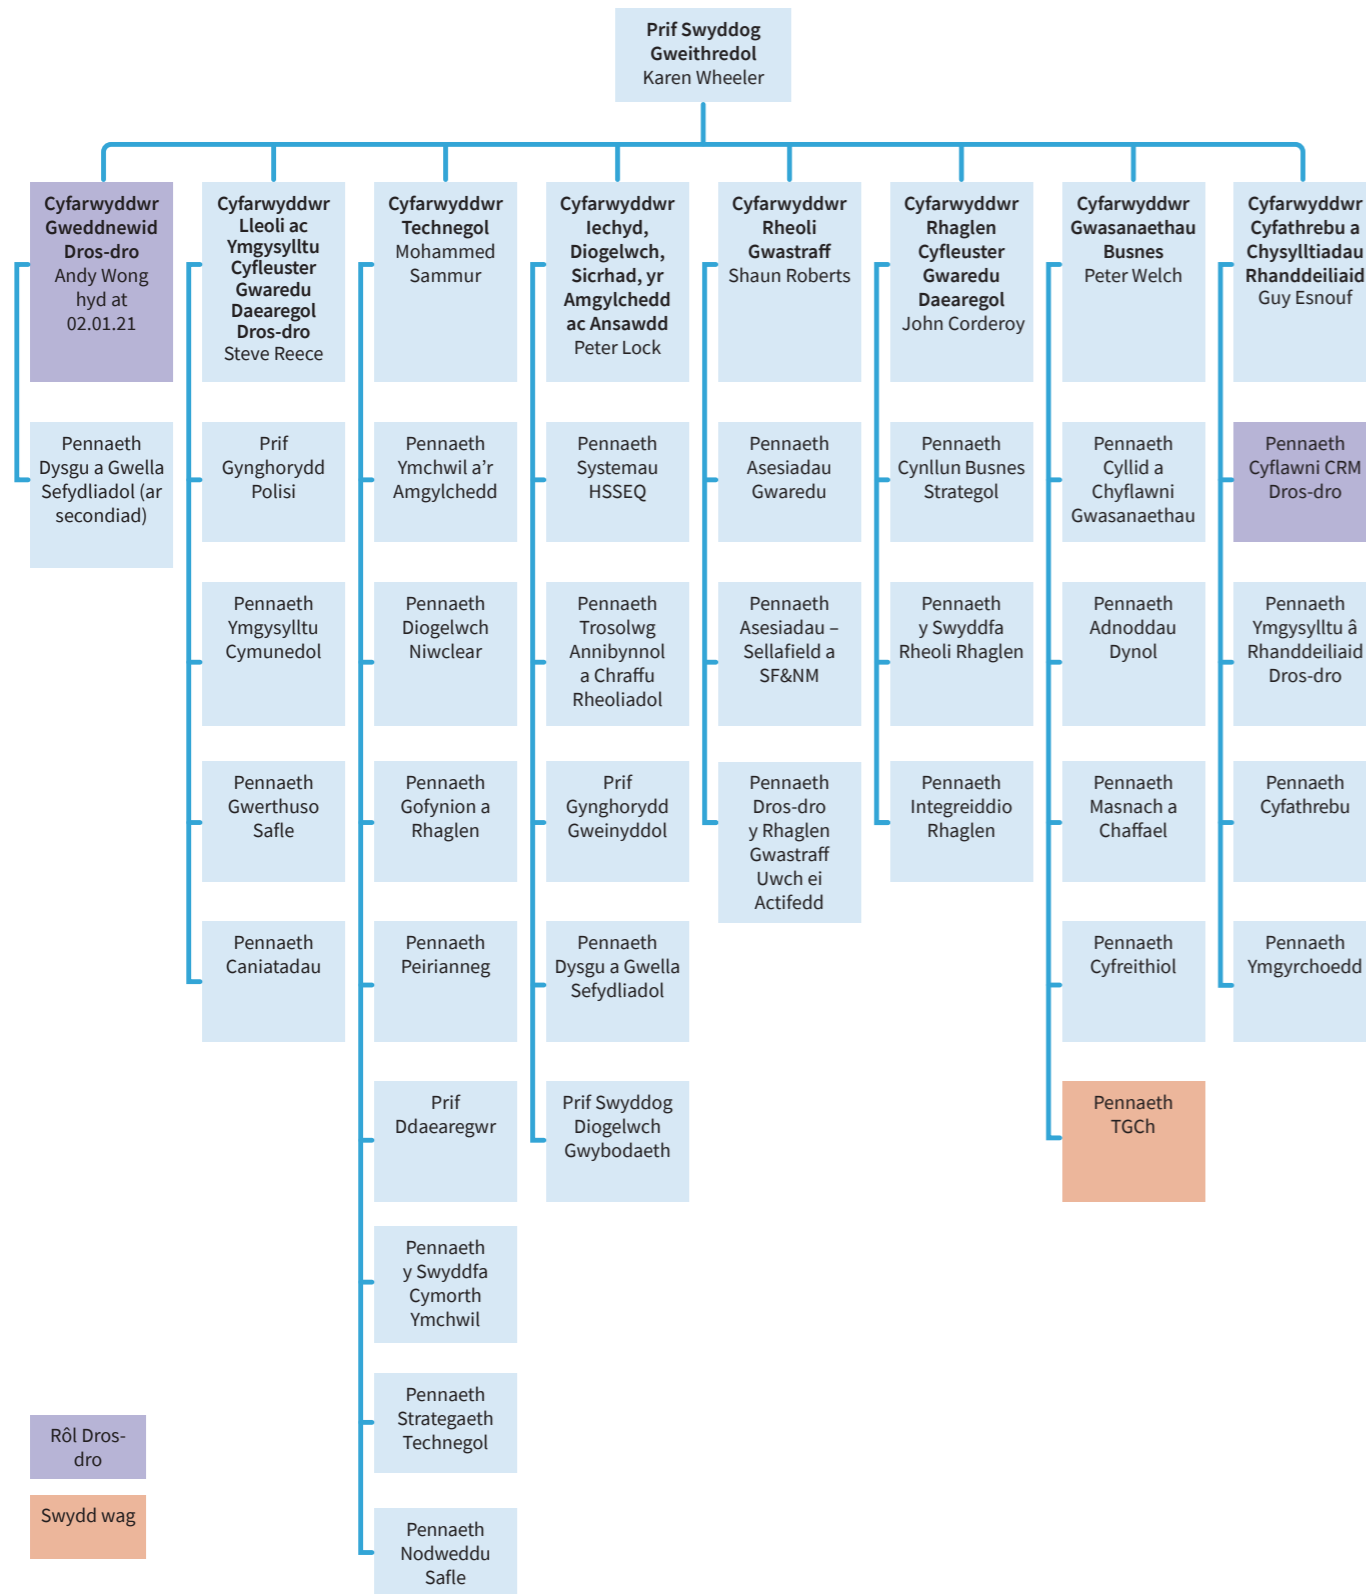 Prif Swyddog
Gweithredol
Karen Wheeler
Cyfarwyddwr
Gweddnewid
Dros-dro
Andy Wong
hyd at
02.01.21
Pennaeth
Dysgu a Gwella
Sefydliadol (ar
secondiad)
Cyfarwyddwr
Lleoli ac
Ymgysylltu
Cyfleuster
Gwaredu
Daearegol
Dros-dro
Steve Reece
Prif
Gynghorydd
Polisi
Pennaeth
Ymgysylltu
Cymunedol
Pennaeth
Gwerthuso
Safle
Pennaeth
Caniatadau
Cyfarwyddwr
Technegol
Mohammed
Sammur
Pennaeth
Ymchwil a’r
Amgylchedd
Pennaeth
Diogelwch
Niwclear
Pennaeth
Gofynion a
Rhaglen
Pennaeth
Peirianneg
Prif
Ddaearegwr
Pennaeth
y Swyddfa
Cymorth
Ymchwil
Pennaeth
Strategaeth
Technegol
Pennaeth
Nodweddu
Safle
Cyfarwyddwr
Iechyd,
Diogelwch,
Sicrhad, yr
Amgylchedd
ac Ansawdd
Peter Lock
Pennaeth
Systemau
HSSEQ
Pennaeth
Trosolwg
Annibynnol
a Chraffu
Rheoliadol
Prif
Gynghorydd
Gweinyddol
Pennaeth
Dysgu a Gwella
Sefydliadol
Prif Swyddog
Diogelwch
Gwybodaeth
Cyfarwyddwr
Rheoli
Gwastraff
Shaun Roberts
Pennaeth
Asesiadau
Gwaredu
Pennaeth
Asesiadau –
Sellafield a
SF&NM
Pennaeth
Dros-dro
y Rhaglen
Gwastraff
Uwch ei
Actifedd
Cyfarwyddwr
Rhaglen
Cyfleuster
Gwaredu
Daearegol
John Corderoy
Pennaeth
Cynllun Busnes
Strategol
Pennaeth
y Swyddfa
Rheoli Rhaglen
Pennaeth
Integreiddio
Rhaglen
Cyfarwyddwr
Gwasanaethau
Busnes
Peter Welch
Pennaeth
Cyllid a
Chyflawni
Gwasanaethau
Pennaeth
Adnoddau
Dynol
Pennaeth
Masnach a
Chaffael
Pennaeth
Cyfreithiol
Pennaeth
TGCh
Cyfarwyddwr
Cyfathrebu a
Chysylltiadau
Rhanddeiliaid
Guy Esnouf
Pennaeth
Cyflawni CRM
Dros-dro
Pennaeth
Ymgysylltu â
Rhanddeiliaid
Dros-dro
Pennaeth
Cyfathrebu
Pennaeth
Ymgyrchoedd
Rôl Dros-
dro
Swydd wag